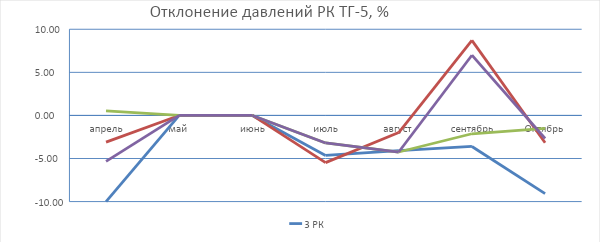 Отклонение давлений РК ТГ-5, %
10.00
5.00
0.00
апрель май июнь июль август сентябрь Октябрь
-5.00
-10.00
3 РК